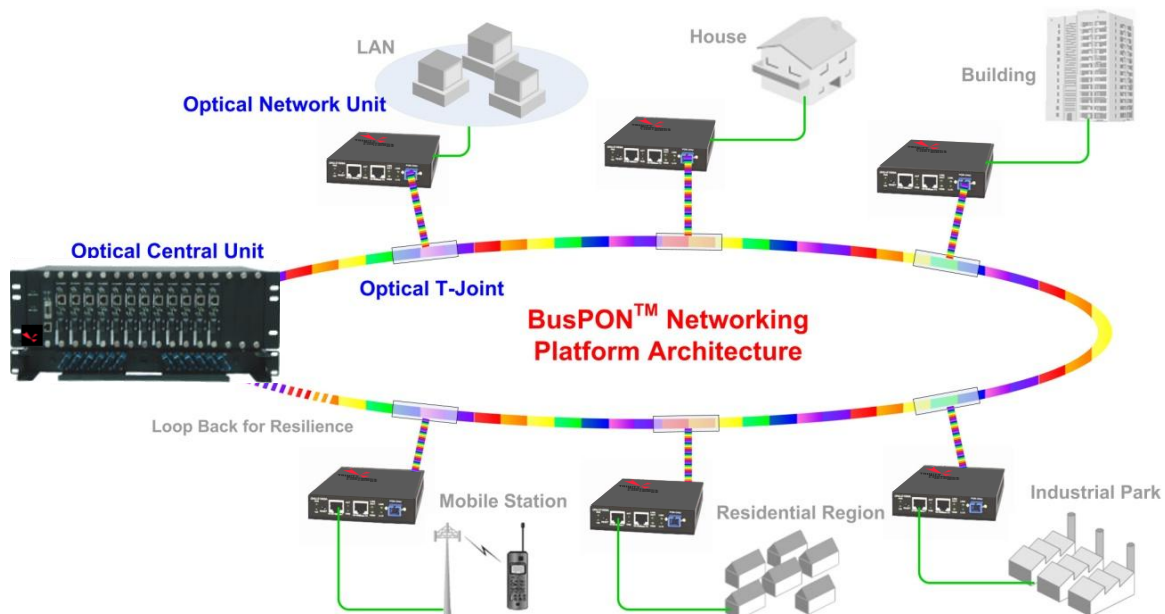 LAN
House
Building
Optical Network Unit
Optical Central Unit
Optical T-Joint
BusPON™ Networking
Platform Architecture
Loop Back for Resilience
Mobile Station
Residential Region
Industrial Park